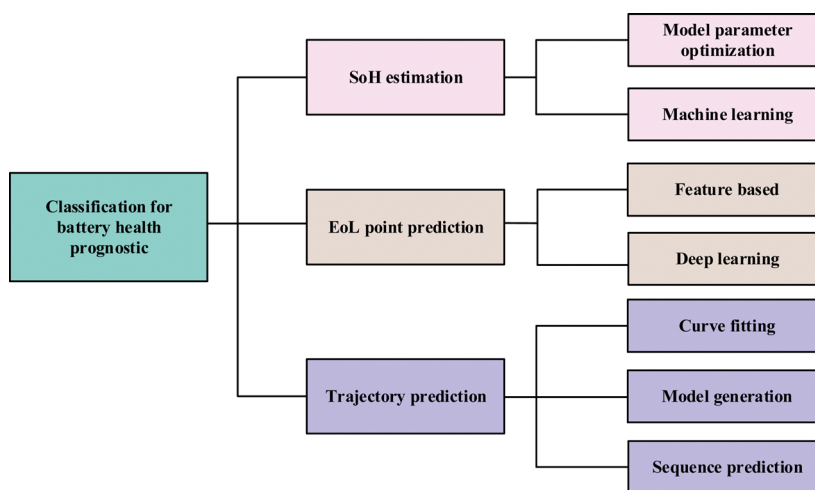 Classification for
battery health
prognostic
SoH estimation
Model parameter
optimization
Machine learning
EoL point prediction
Feature based
Deep learning
Trajectory prediction
Curve fitting
Model generation
Sequence prediction